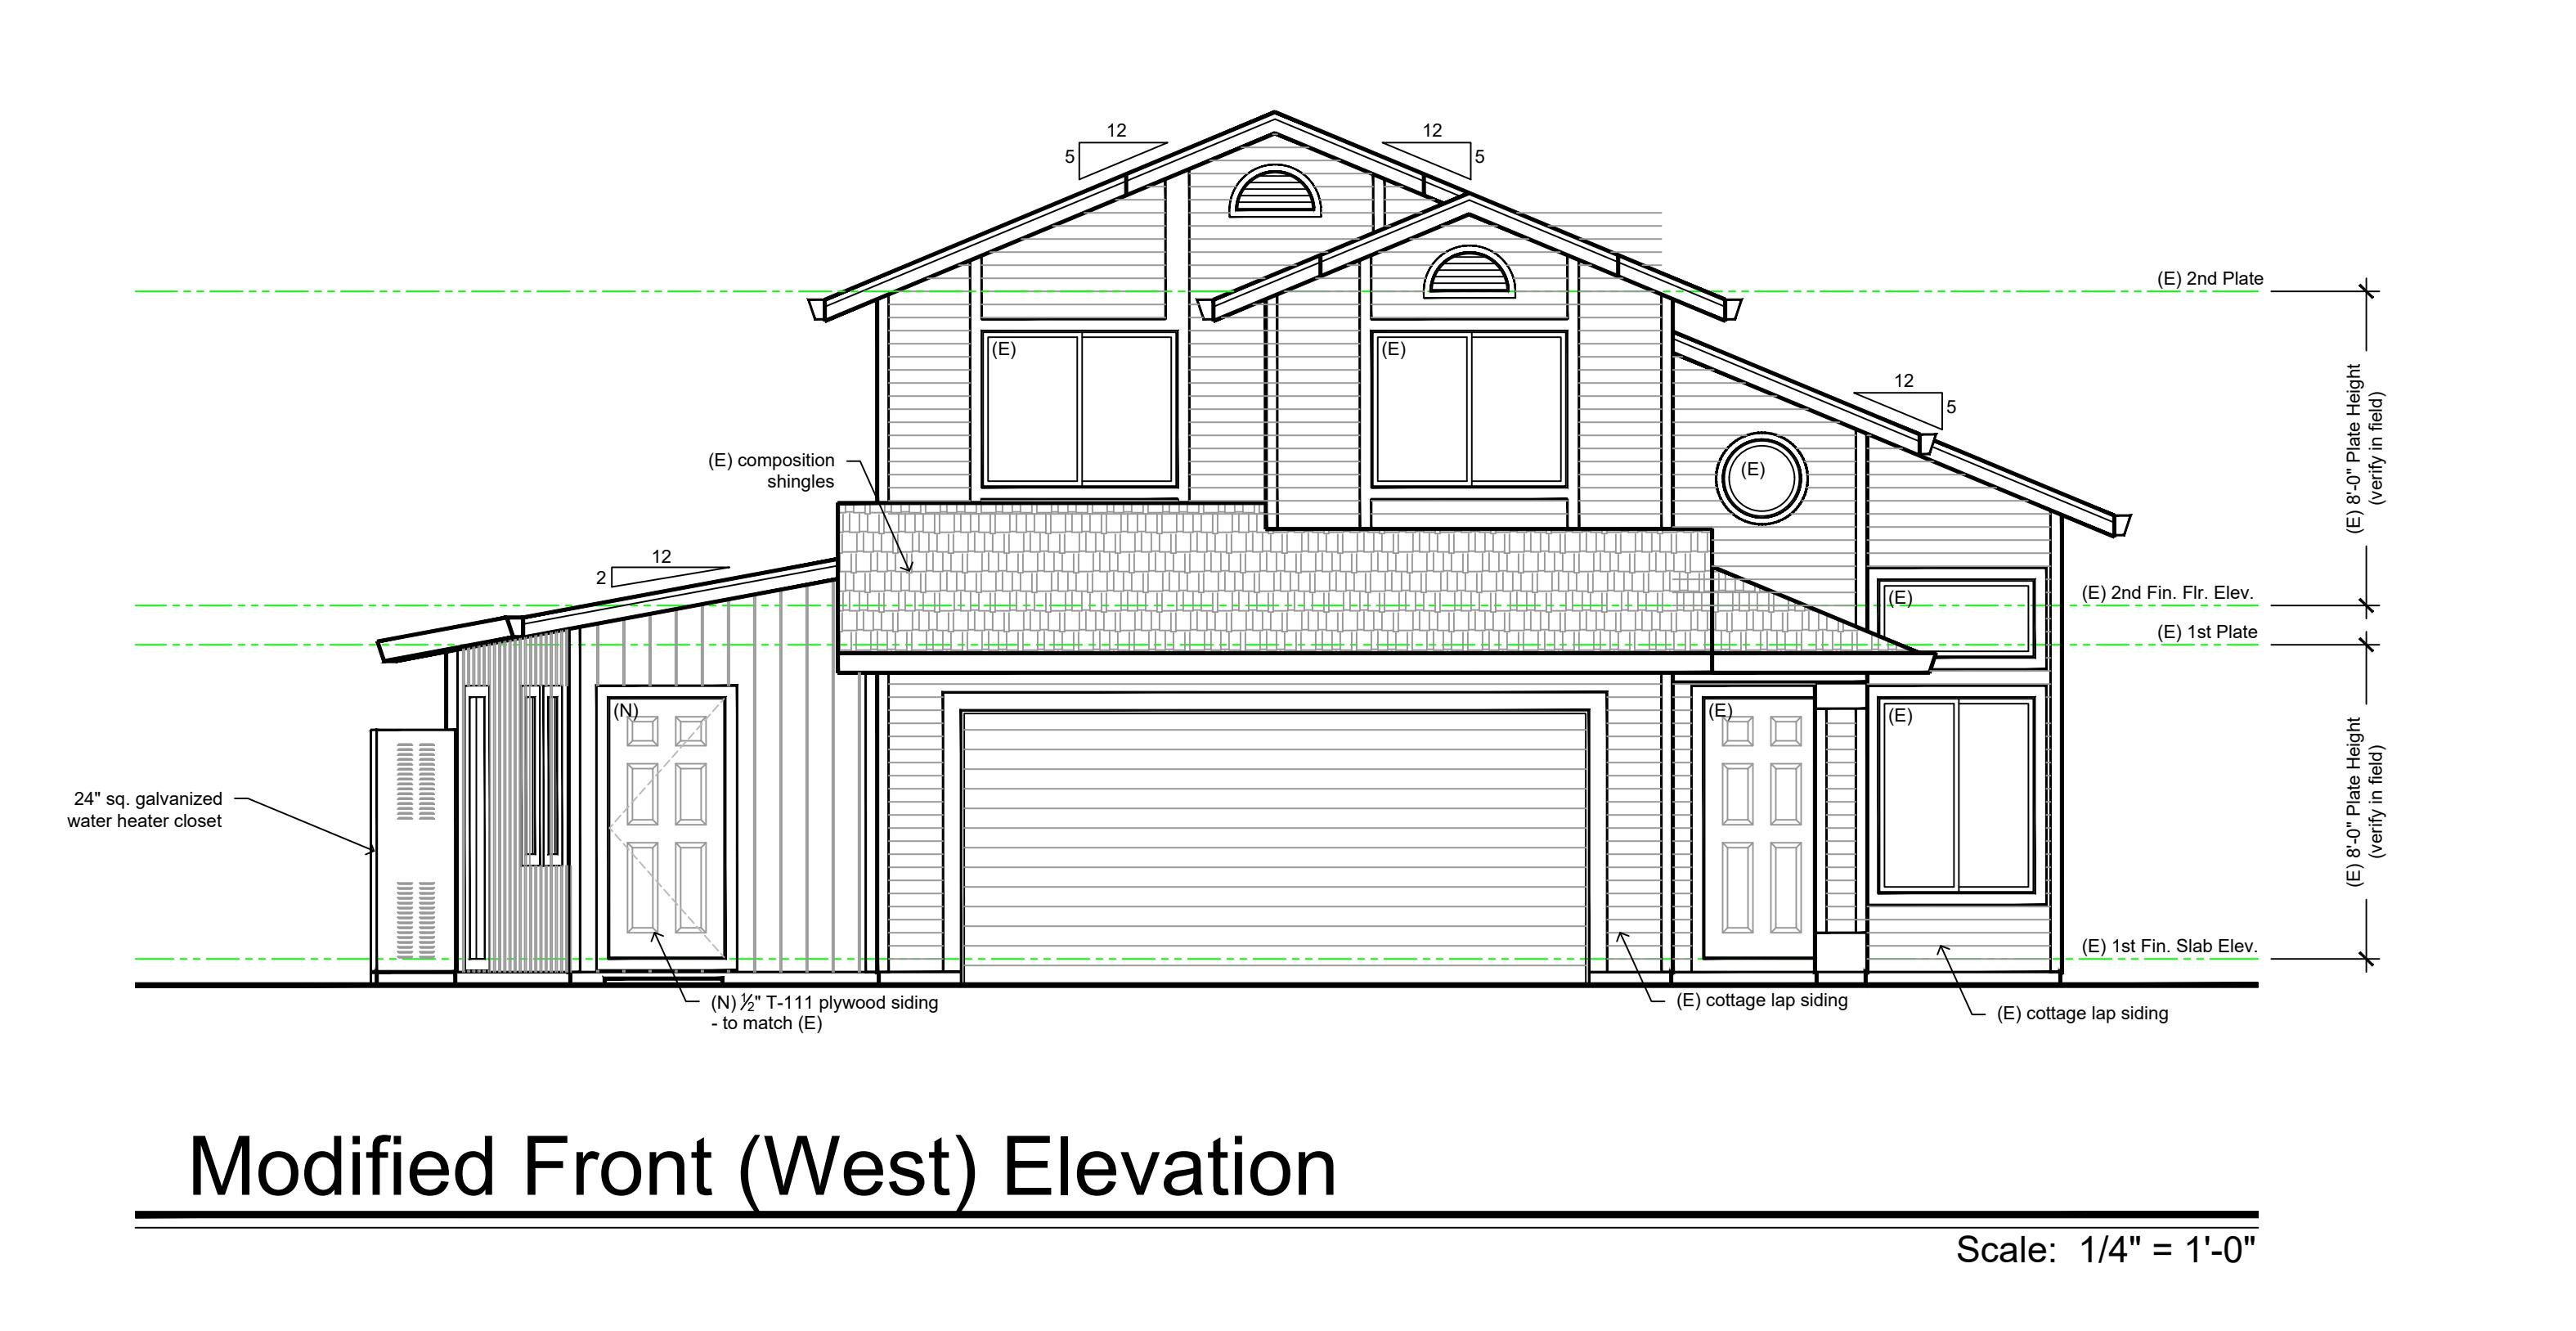 12
12
5
5
(E) 2nd Plate
(E)
(E)
12
5
(E) 8'-0" Plate Height
(verify in field)
(E) composition
shingles
(E)
12
2
(E)
(E) 2nd Fin. Flr. Elev.
(E) 1st Plate
(N)
(E)
(E)
(E) 8'-0" Plate Height
(verify in field)
24" sq. galvanized
water heater closet
(E) 1st Fin. Slab Elev.
(N) ½" T-111 plywood siding
- to match (E)
(E) cottage lap siding
(E) cottage lap siding
Modified Front (West) Elevation
Scale: 1/4" = 1'-0"